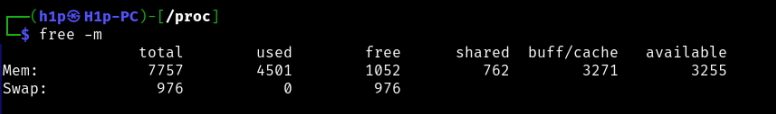 ┌──(h1p㉿H1p-PC)-[/proc]
└─$ free -m
               total        used        free      shared  buff/cache   available
Mem:            7757        4501        1052         762        3271        3255
Swap:            976           0         976